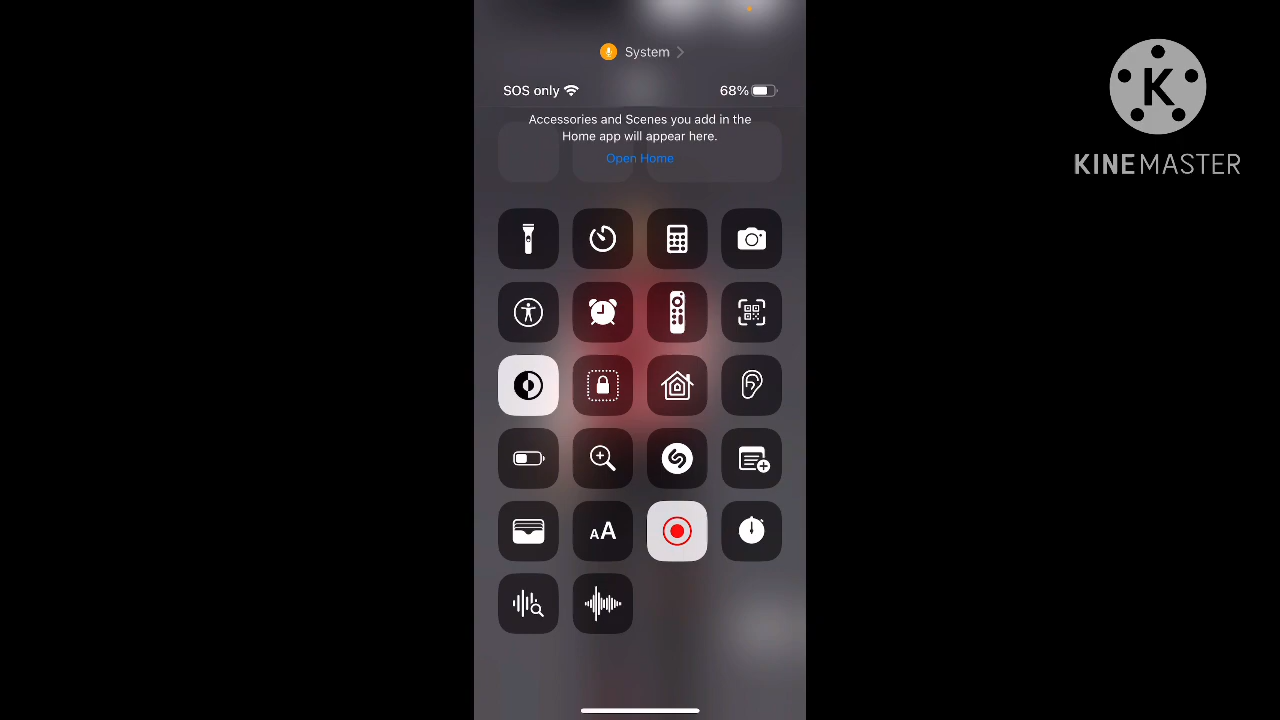 System
SOS only
68%
Accessories and Scenes you add in the
Home app will appear here.
Open Home
AA
K
KINEMASTER